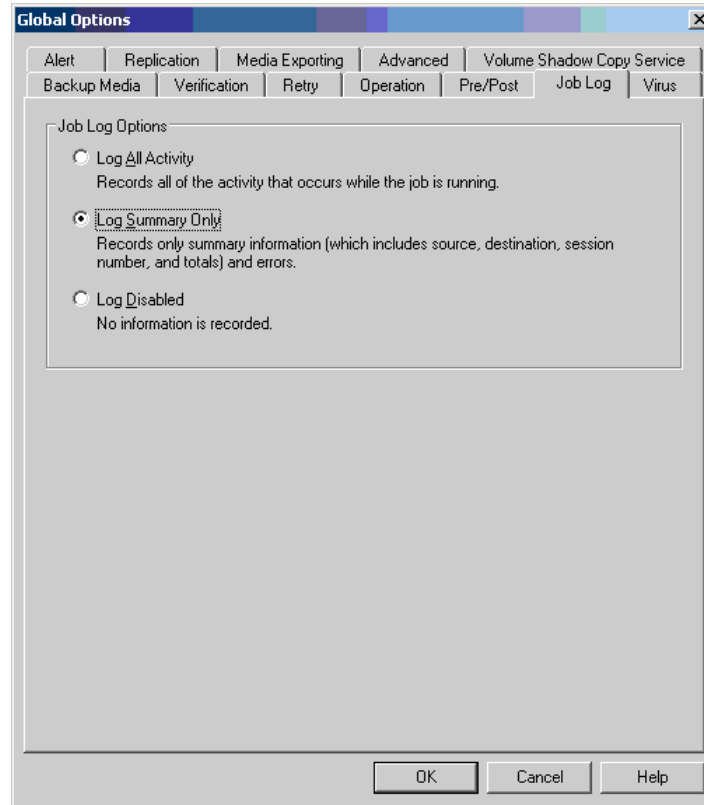 Global Options
Alert Replication Media Exporting Advanced Volume Shadow Copy Service
Backup Media Verification Retry Operation Pre/Post Job Log Virus
Job Log Options
Log All Activity
Records all of the activity that occurs while the job is running.
Log Summary Only
Records only summary information (which includes source, destination, session
number, and totals) and errors.
Log Disabled
No information is recorded.
OK Cancel Help